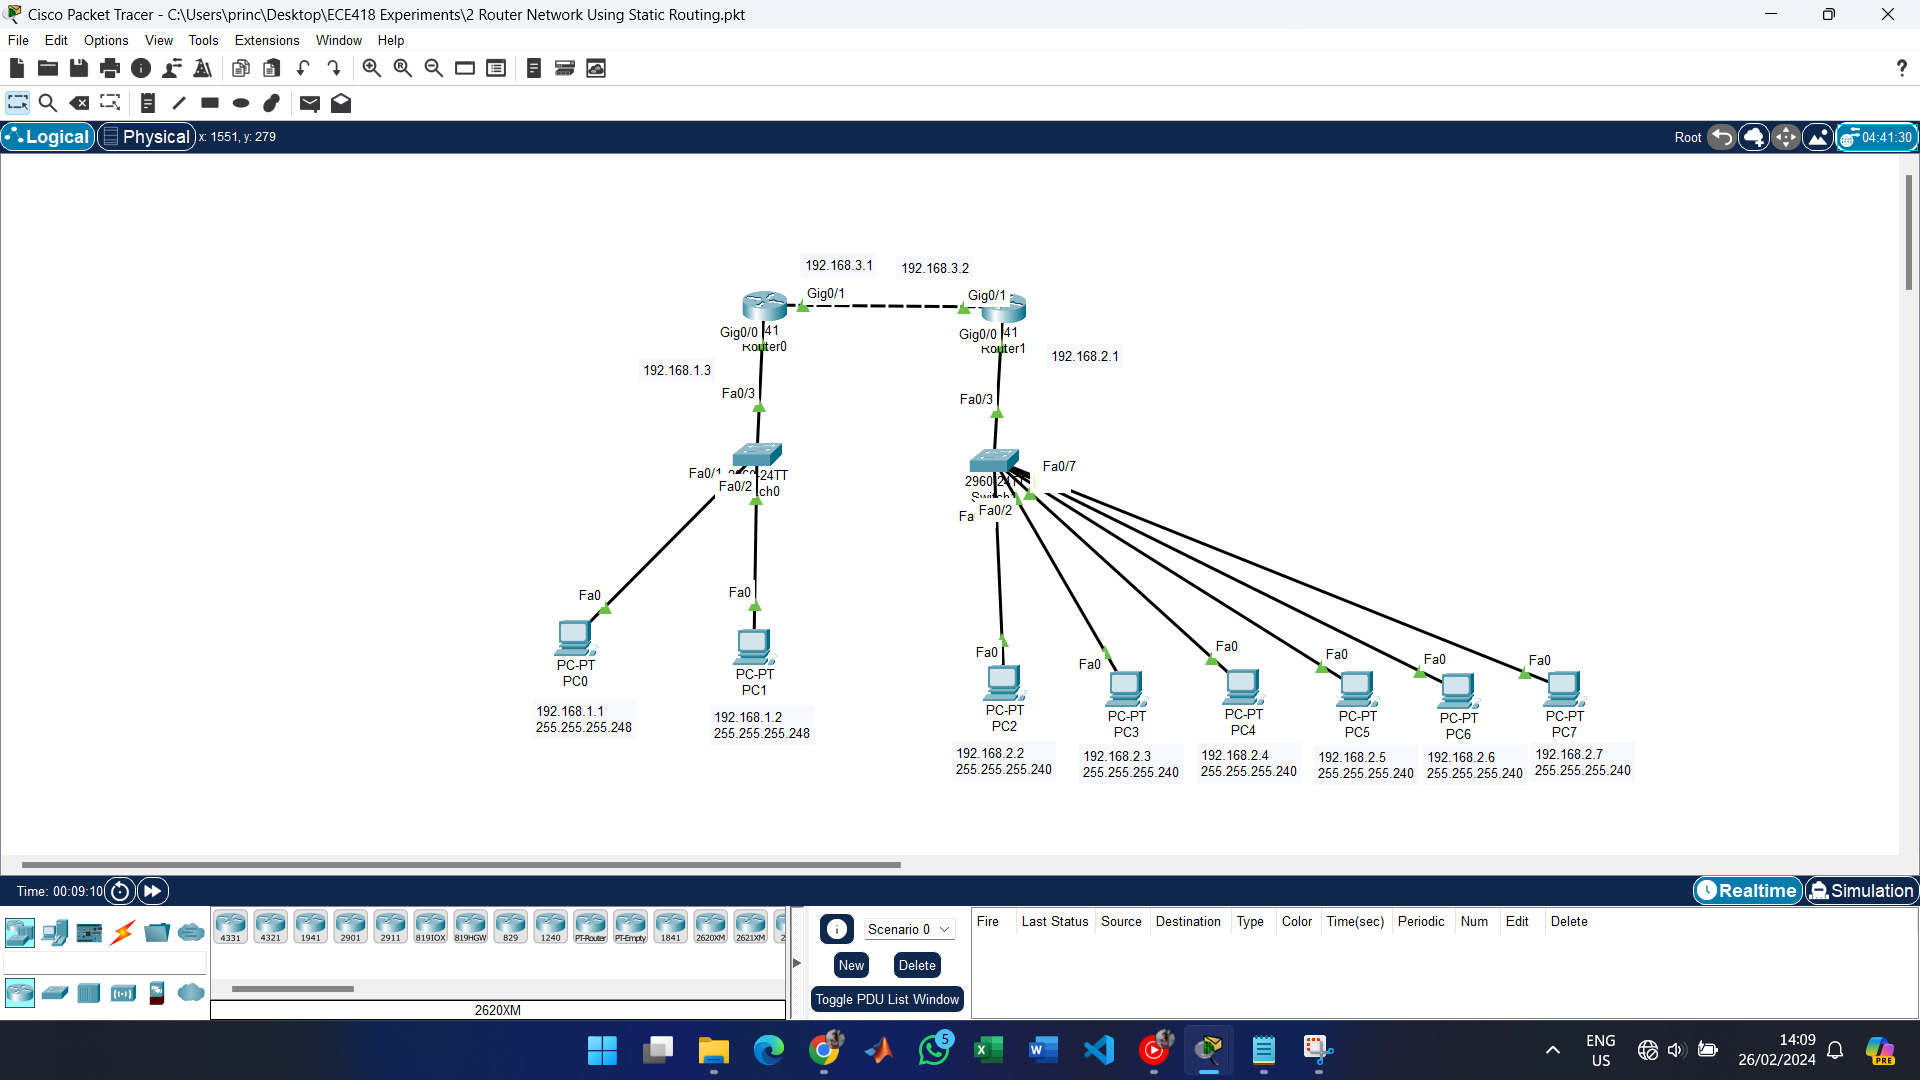 Cisco Packet Tracer - C:\Users\princ\Desktop\ECE418 Experiments\2 Router Network Using Static Routing.pkt
File Edit Options View Tools Extensions Window Help
?
Logical Physical x: 1551, y: 279
Root 04:41:30
192.168.3.1 192.168.3.2
Gig0/1 Gig0/1
Gig0/0 41 Gig0/0 41
Router0 Router1
192.168.2.1
192.168.1.3
Fa0/3 Fa0/3
Fa0/7
Fa0/1 24TT
2960-24TT
Fa0/2 ch0
Switch1
Fa Fa0/2
Fa0 Fa0
Fa0 Fa0 Fa0 Fa0 Fa0 Fa0
PC-PT
PC0
PC-PT
PC1
PC-PT
PC2
PC-PT
PC3
PC-PT
PC4
PC-PT
PC5
PC-PT
PC6
PC-PT
PC7
192.168.1.1
255.255.255.248
192.168.1.2
255.255.255.248
192.168.2.2
255.255.255.240
192.168.2.3
255.255.255.240
192.168.2.4
255.255.255.240
192.168.2.5
255.255.255.240
192.168.2.6
255.255.255.240
192.168.2.7
255.255.255.240
Time: 00:09:10
Realtime Simulation
4331 4321 1941 2901 2911 819IOX 819HGW 829 1240 PT-Router PT-Empty 1841 2620XM 2621XM 2
2620XM
Scenario 0
New Delete
Toggle PDU List Window
Fire Last Status Source Destination Type Color Time(sec) Periodic Num Edit Delete
5
ENG
US
14:09
26/02/2024
PRE